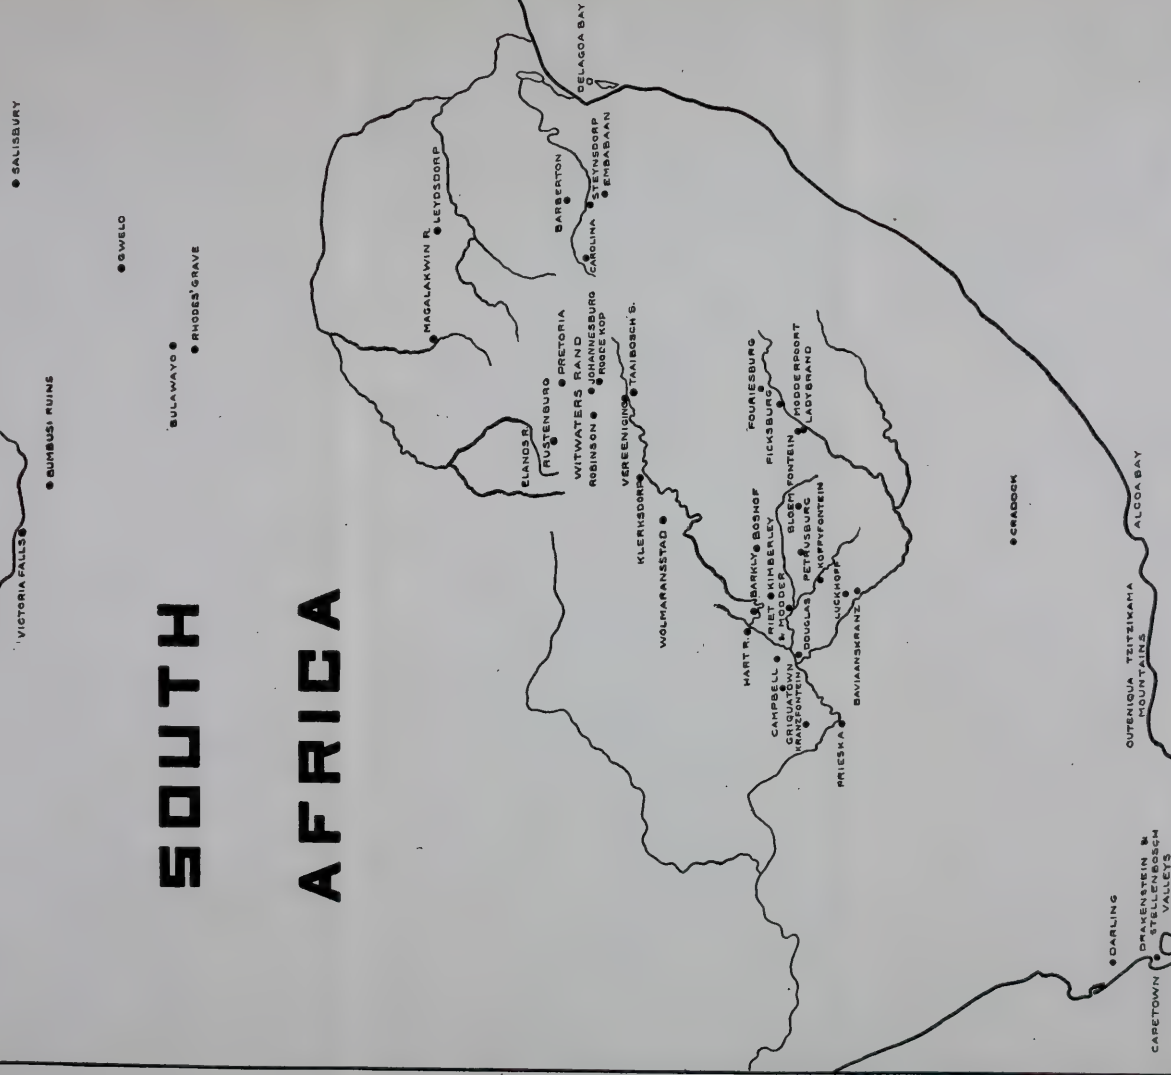 SALISBURY
GWELO
RHODES' GRAVE
BULAWAYO
BUMBUSI RUINS
VICTORIA FALLS
SOUTH
AFRICA
DELAGOA BAY
MAGALAKWIN R.
LEYDSDORP
BARBERTON
STEYNSDORP
EMBABAAN
CAROLINA
ELANDS R.
RUSTENBURG
PRETORIA
WITWATERS RAND
ROBINSON
JOHANNESBURG
ROODE KOP
VEREENIGING
TAAIBOSCH S.
KLERKSDORP
WOLMARANSSTAD
FOURIESBURG
FICKSBURG
MODDERPOORT
LADYBRAND
BLOEMFONTEIN
HART R.
BARKLY
BOSHOF
RIET
& MODDER
KIMBERLEY
PETRUSBURG
KOFFYFONTEIN
DOUGLAS
LUCKHOFF
CAMPBELL
GRIQUATOWN
KRANZFONTEIN
BAVIAANSKRANTZ
PRIESKA
CRADOCK
ALGOA BAY
OUTENIQUA TZITZIKAMA
MOUNTAINS
DARLING
DRAKENSTEIN &
STELLENBOSCH
VALLEYS
CAPETOWN